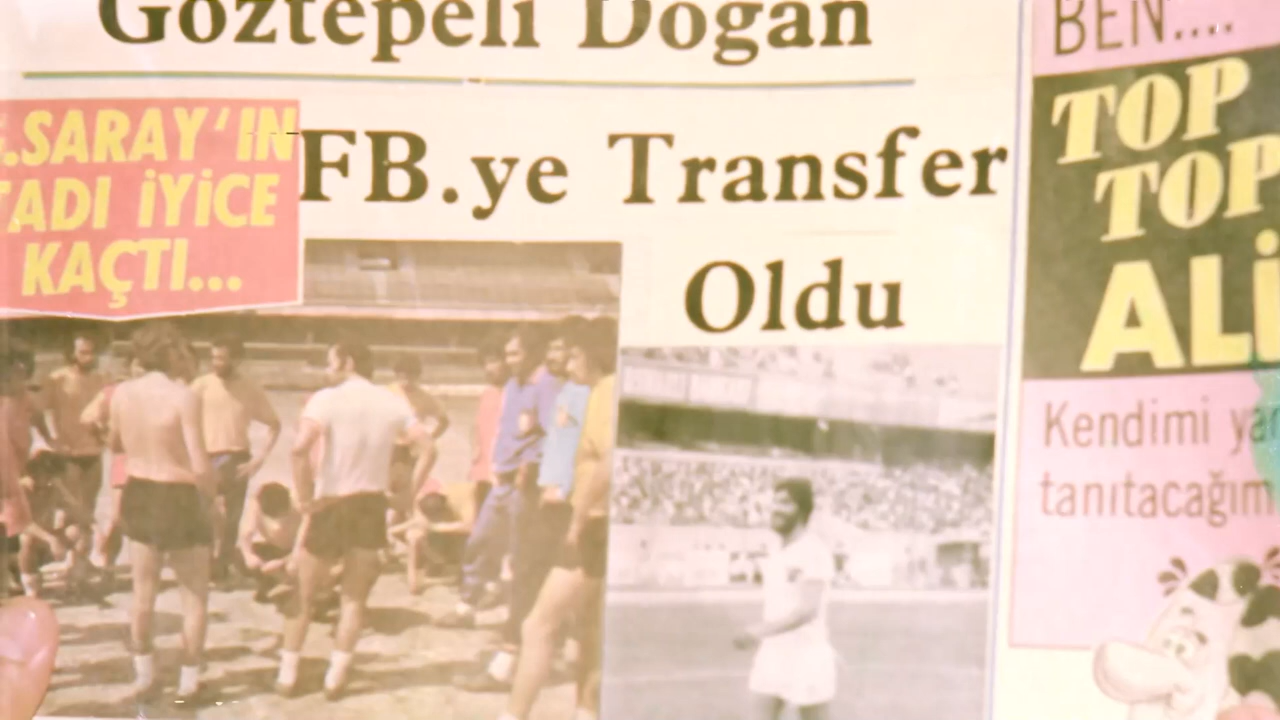 Göztepeli Doğan
FB.ye Transfer
Oldu
G.SARAY'IN
TADI İYİCE
KAÇTI...
BEN....
TOP
TOP
ALİ
Kendimi
tanıtacağım